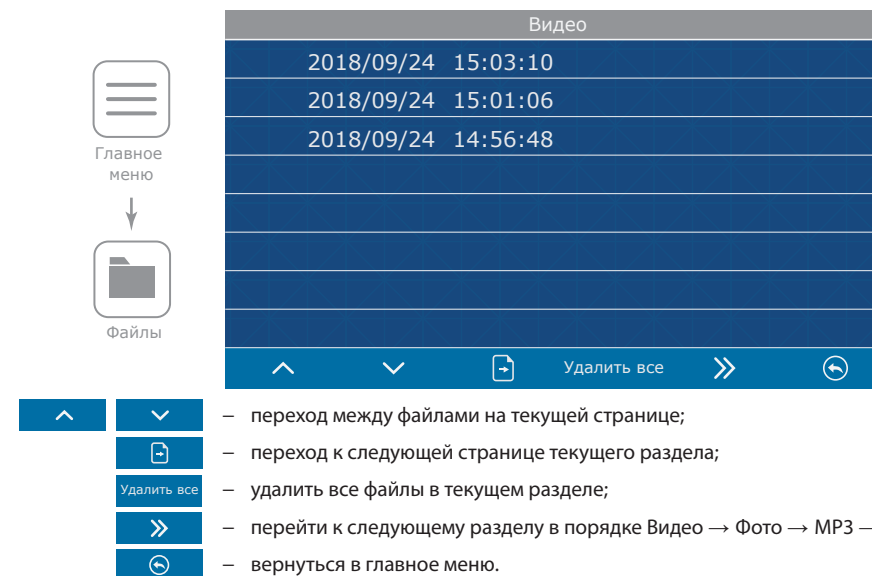 Видео
2018/09/24 15:03:10
2018/09/24 15:01:06
2018/09/24 14:56:48
Удалить все
Главное
меню
Файлы
– переход между файлами на текущей странице;
– переход к следующей странице текущего раздела;
Удалить все – удалить все файлы в текущем разделе;
– перейти к следующему разделу в порядке Видео → Фото → MP3 —
– вернуться в главное меню.